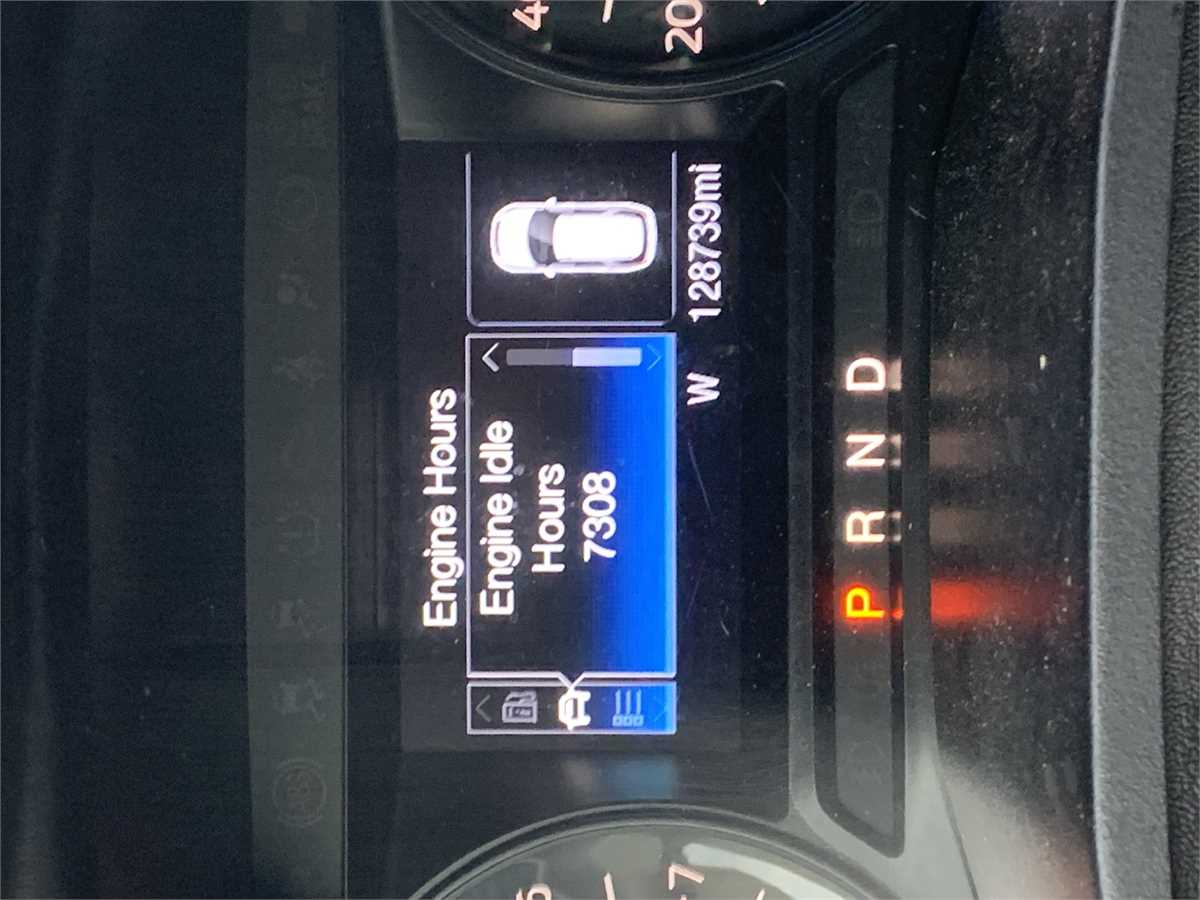 Engine Hours
Engine Idle
Hours
7308
W 128739mi
P R N D